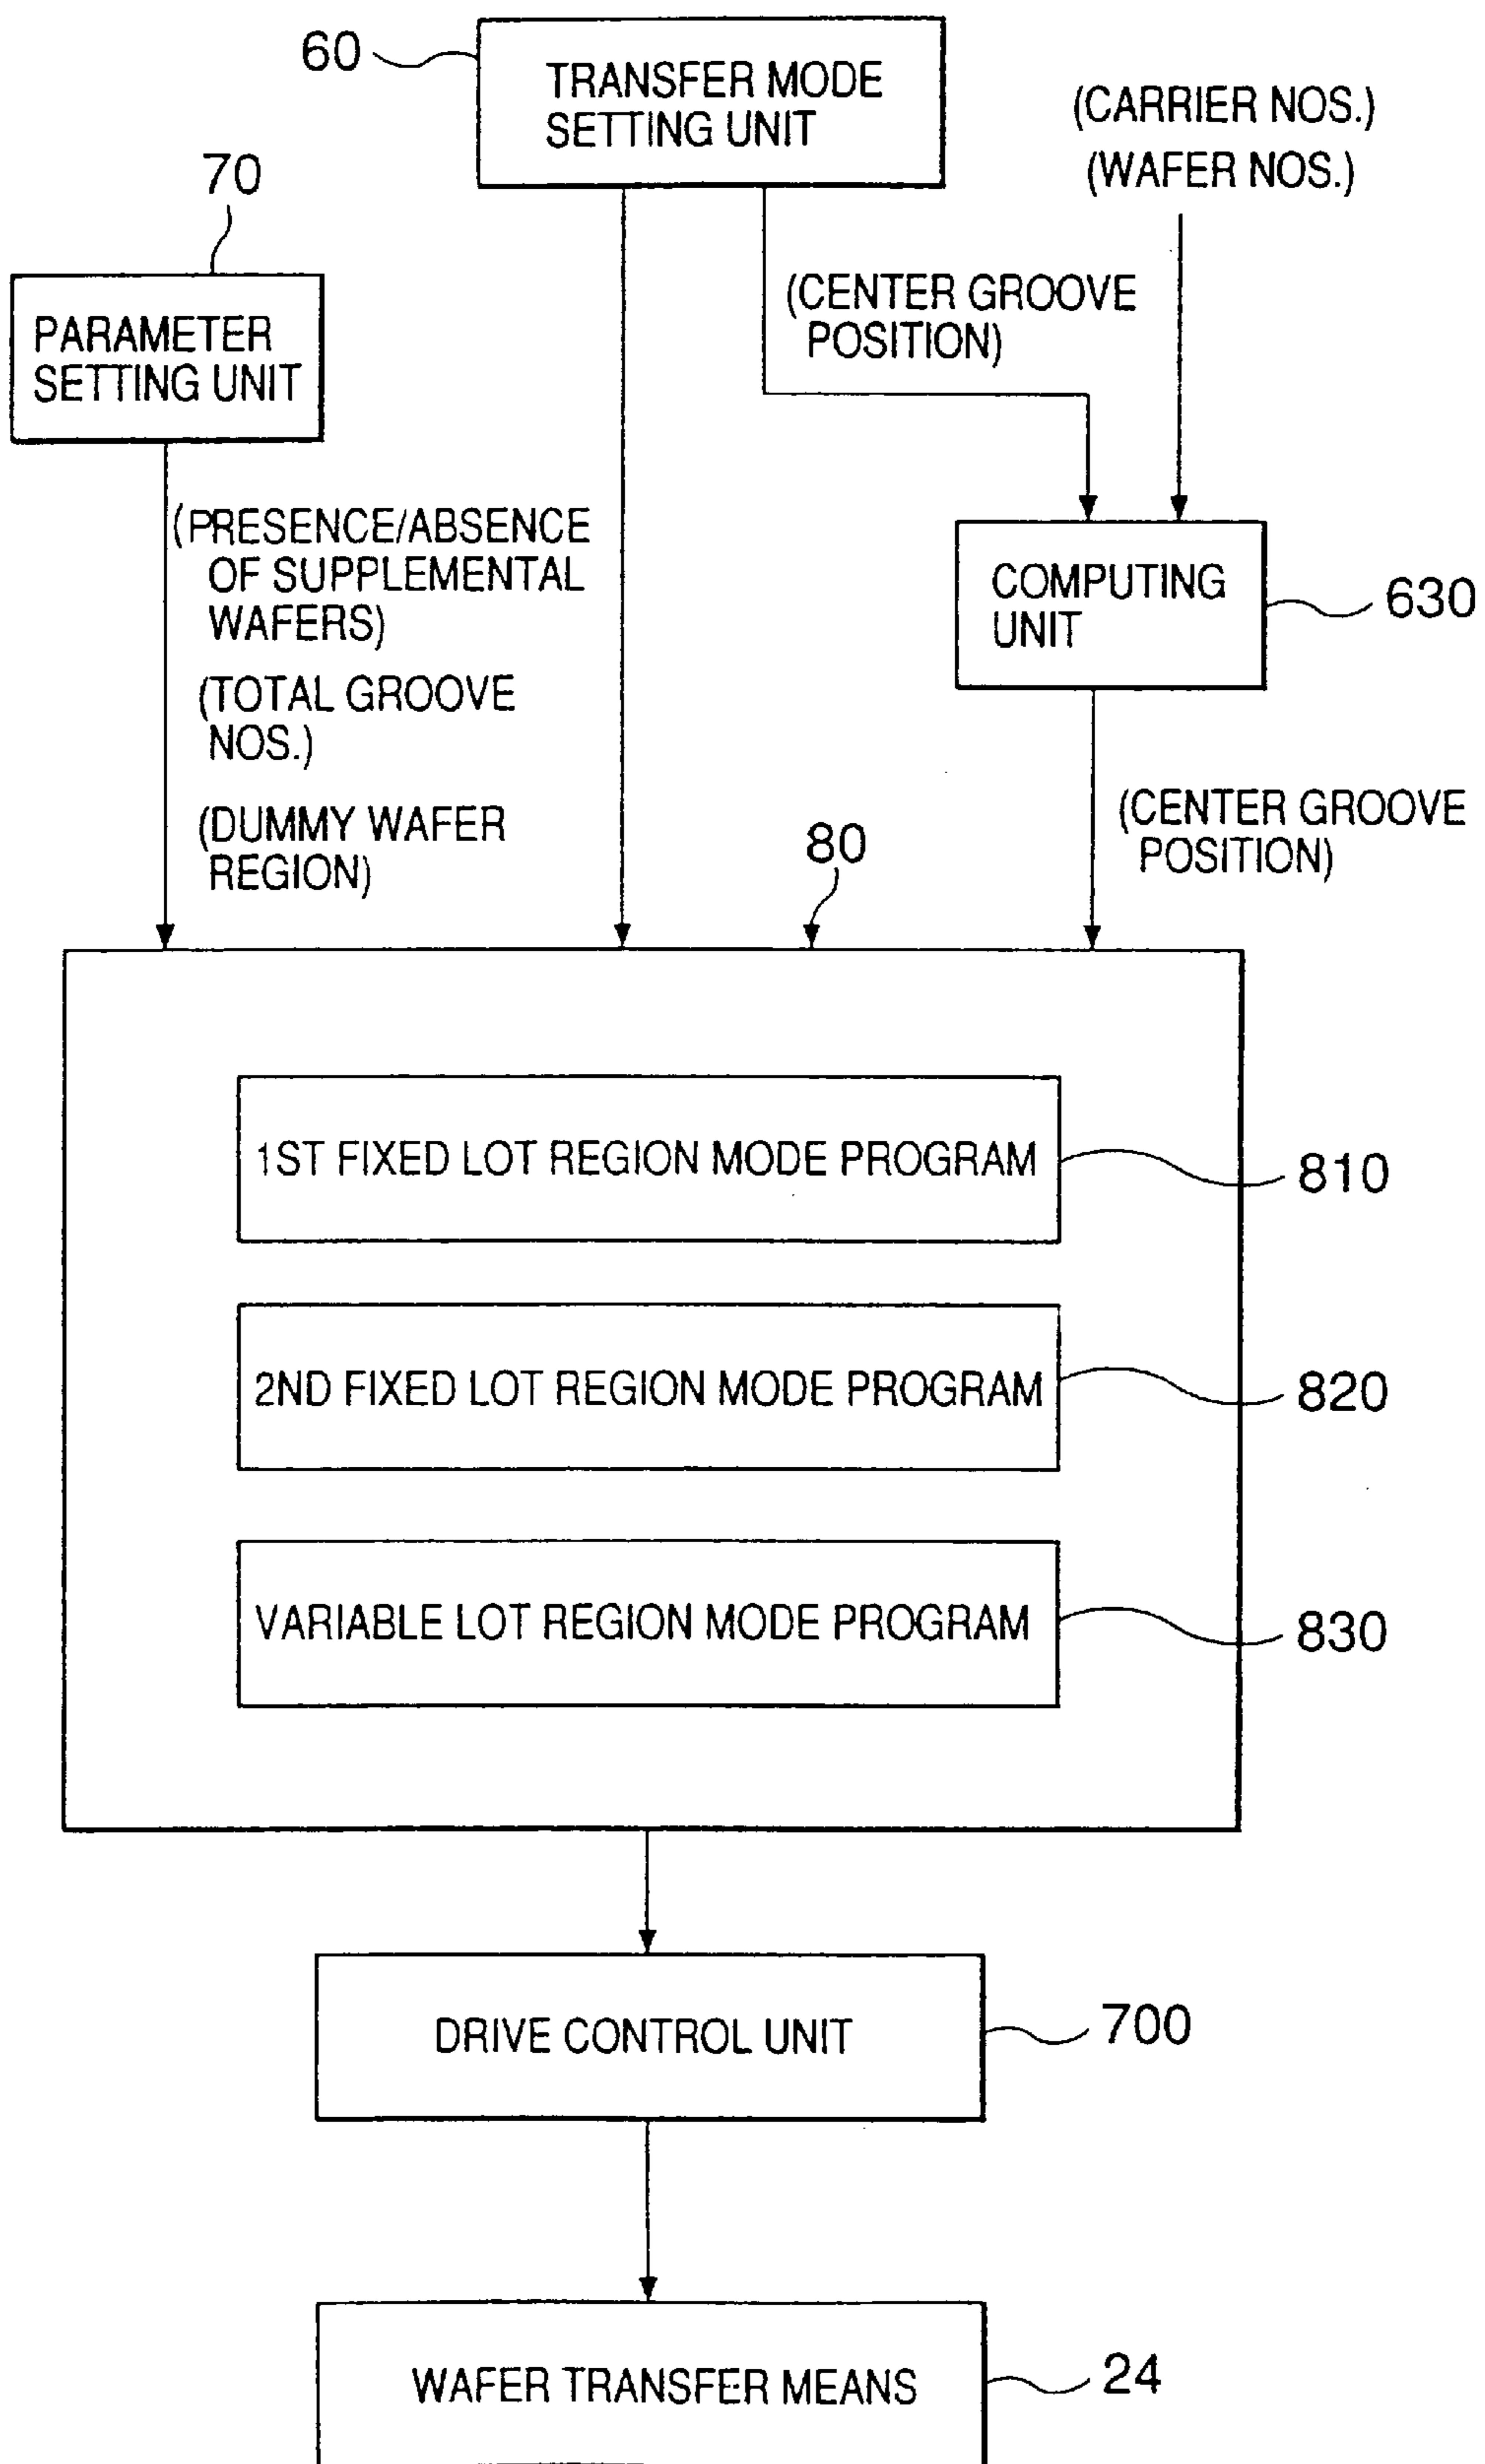 60
TRANSFER MODE
SETTING UNIT
(CARRIER NOS.)
(WAFER NOS.)
70
PARAMETER
SETTING UNIT
(CENTER GROOVE
POSITION)
(PRESENCE/ABSENCE
OF SUPPLEMENTAL
WAFERS)
COMPUTING
UNIT
630
(TOTAL GROOVE
NOS.)
(DUMMY WAFER
REGION)
80
(CENTER GROOVE
POSITION)
1ST FIXED LOT REGION MODE PROGRAM
810
2ND FIXED LOT REGION MODE PROGRAM
820
VARIABLE LOT REGION MODE PROGRAM
830
DRIVE CONTROL UNIT
700
WAFER TRANSFER MEANS
24